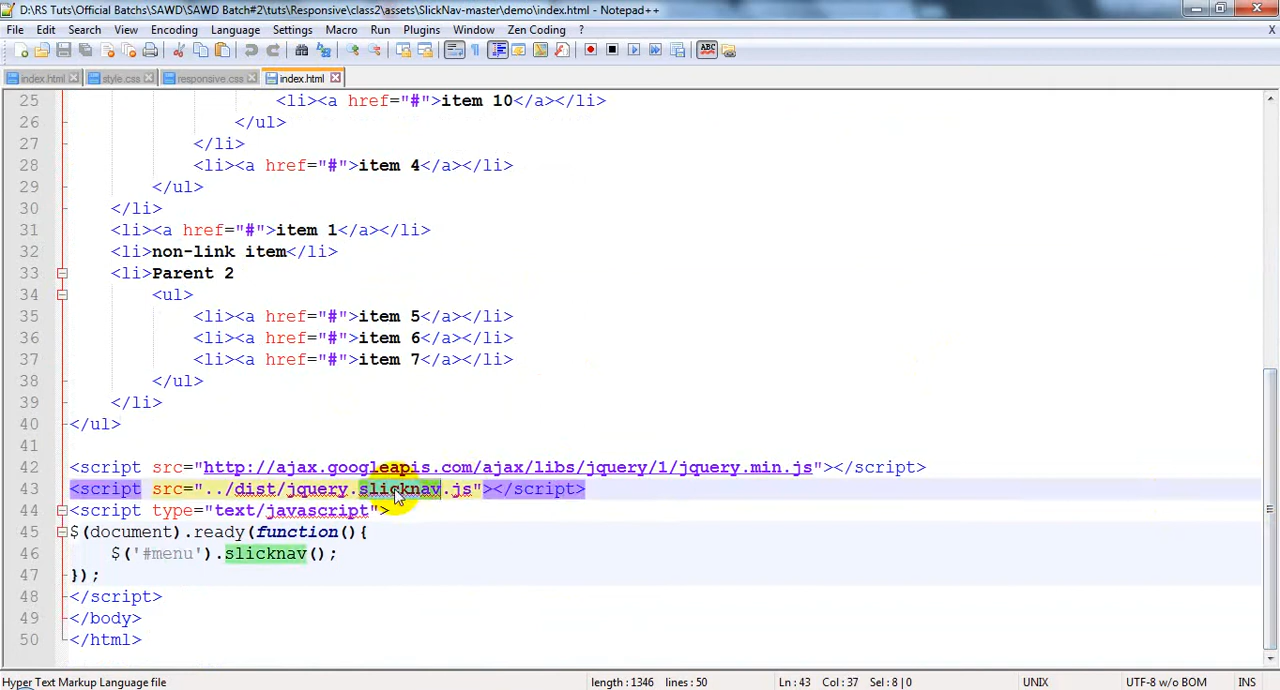 D:\RS Tuts\Official Batchs\SAWD\SAWD Batch#2\tuts\Responsive\class2\assets\SlickNav-master\demo\index.html - Notepad++
File Edit Search View Encoding Language Settings Macro Run Plugins Window Zen Coding ? X
index.html style.css responsive.css index.html
25 <li><a href="#">item 10</a></li>
26 </ul>
27 </li>
28 <li><a href="#">item 4</a></li>
29 </ul>
30 </li>
31 <li><a href="#">item 1</a></li>
32 <li>non-link item</li>
33 <li>Parent 2
34 <ul>
35 <li><a href="#">item 5</a></li>
36 <li><a href="#">item 6</a></li>
37 <li><a href="#">item 7</a></li>
38 </ul>
39 </li>
40 </ul>
41
42 <script src="http://ajax.googleapis.com/ajax/libs/jquery/1/jquery.min.js"></script>
43 <script src="../dist/jquery.slicknav.js"></script>
44 <script type="text/javascript">
45 $(document).ready(function(){
46 $('#menu').slicknav();
47 });
48 </script>
49 </body>
50 </html>
Hyper Text Markup Language file length : 1346 lines : 50 Ln : 43 Col : 37 Sel : 8 | 0 UNIX UTF-8 w/o BOM INS